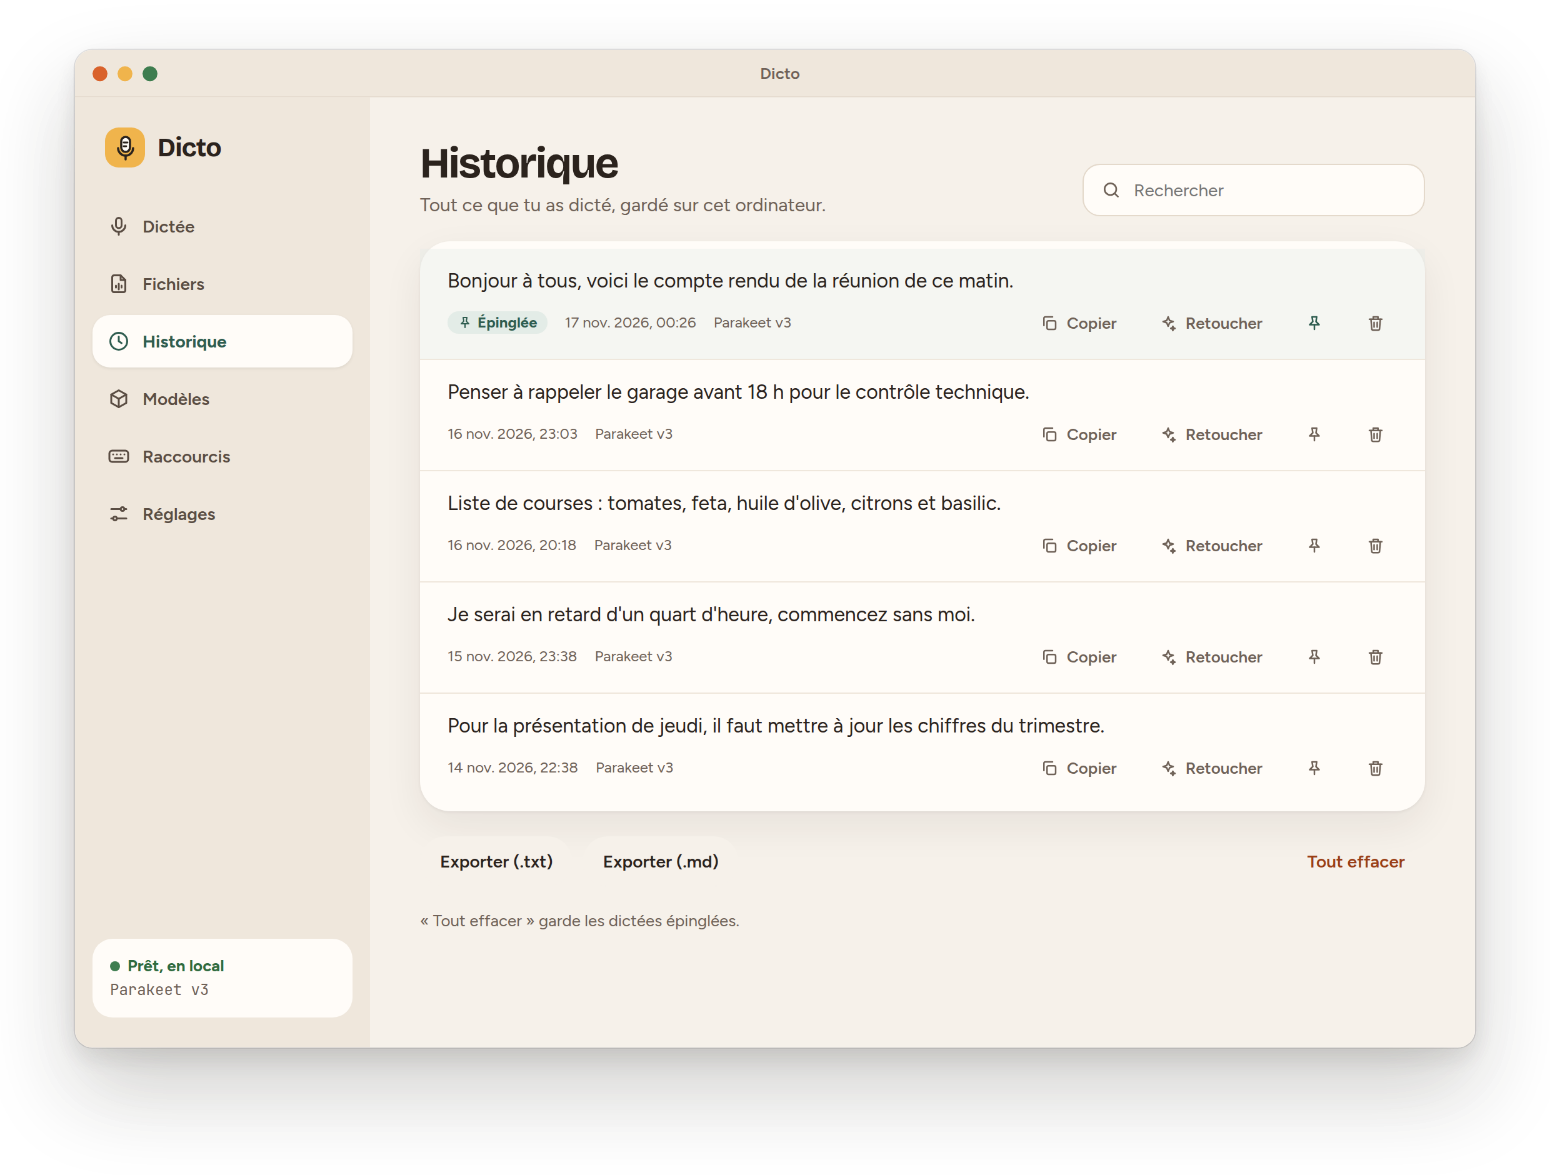 Dicto
Dicto
Dictée
Fichiers
Historique
Modèles
Raccourcis
Réglages
Prêt, en local
Parakeet v3
Historique
Tout ce que tu as dicté, gardé sur cet ordinateur.
Rechercher
Bonjour à tous, voici le compte rendu de la réunion de ce matin.
Épinglée 17 nov. 2026, 00:26 Parakeet v3 Copier Retoucher
Penser à rappeler le garage avant 18 h pour le contrôle technique.
16 nov. 2026, 23:03 Parakeet v3 Copier Retoucher
Liste de courses : tomates, feta, huile d'olive, citrons et basilic.
16 nov. 2026, 20:18 Parakeet v3 Copier Retoucher
Je serai en retard d'un quart d'heure, commencez sans moi.
15 nov. 2026, 23:38 Parakeet v3 Copier Retoucher
Pour la présentation de jeudi, il faut mettre à jour les chiffres du trimestre.
14 nov. 2026, 22:38 Parakeet v3 Copier Retoucher
Exporter (.txt) Exporter (.md) Tout effacer
« Tout effacer » garde les dictées épinglées.